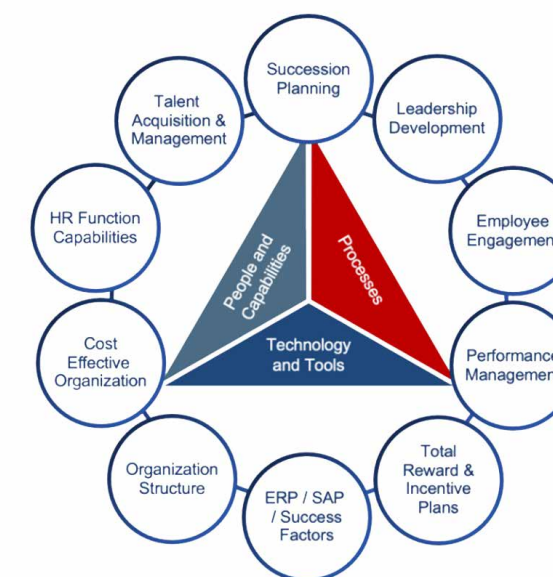 Succession
Planning
Leadership
Development
Employee
Engagemen
Performance
Managemen
Total
Reward &
Incentive
Plans
ERP / SAP
/ Success
Factors
Organization
Structure
Cost
Effective
Organization
HR Function
Capabilities
Talent
Acquisition &
Management
People and
Capabilities
Processes
Technology
and Tools